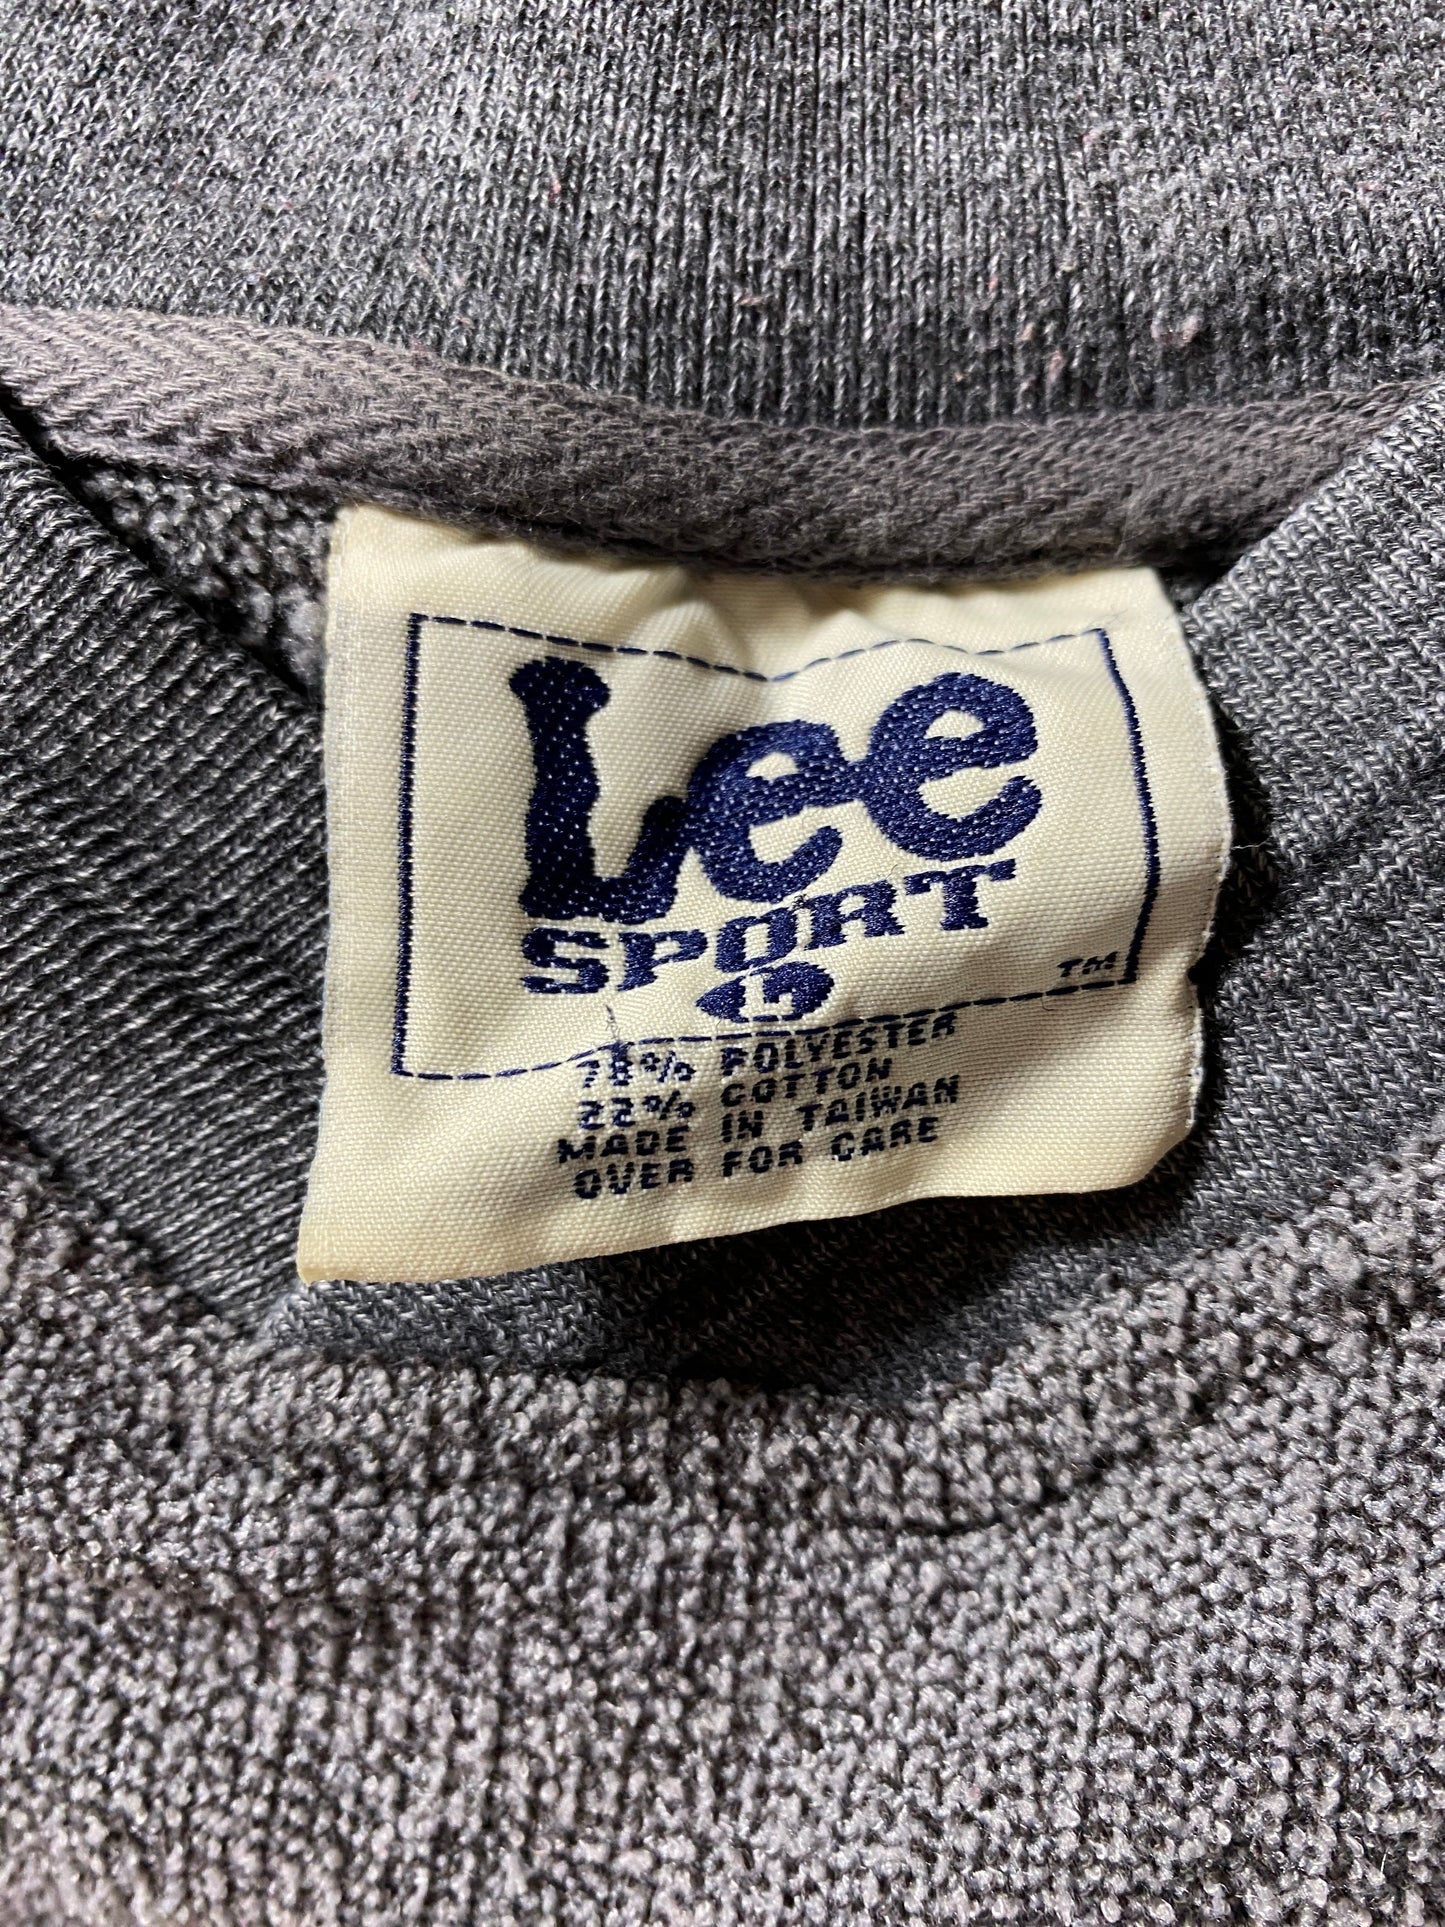 Lee
SPORT
L
TM
78% POLYESTER
22% COTTON
MADE IN TAIWAN
OVER FOR CARE